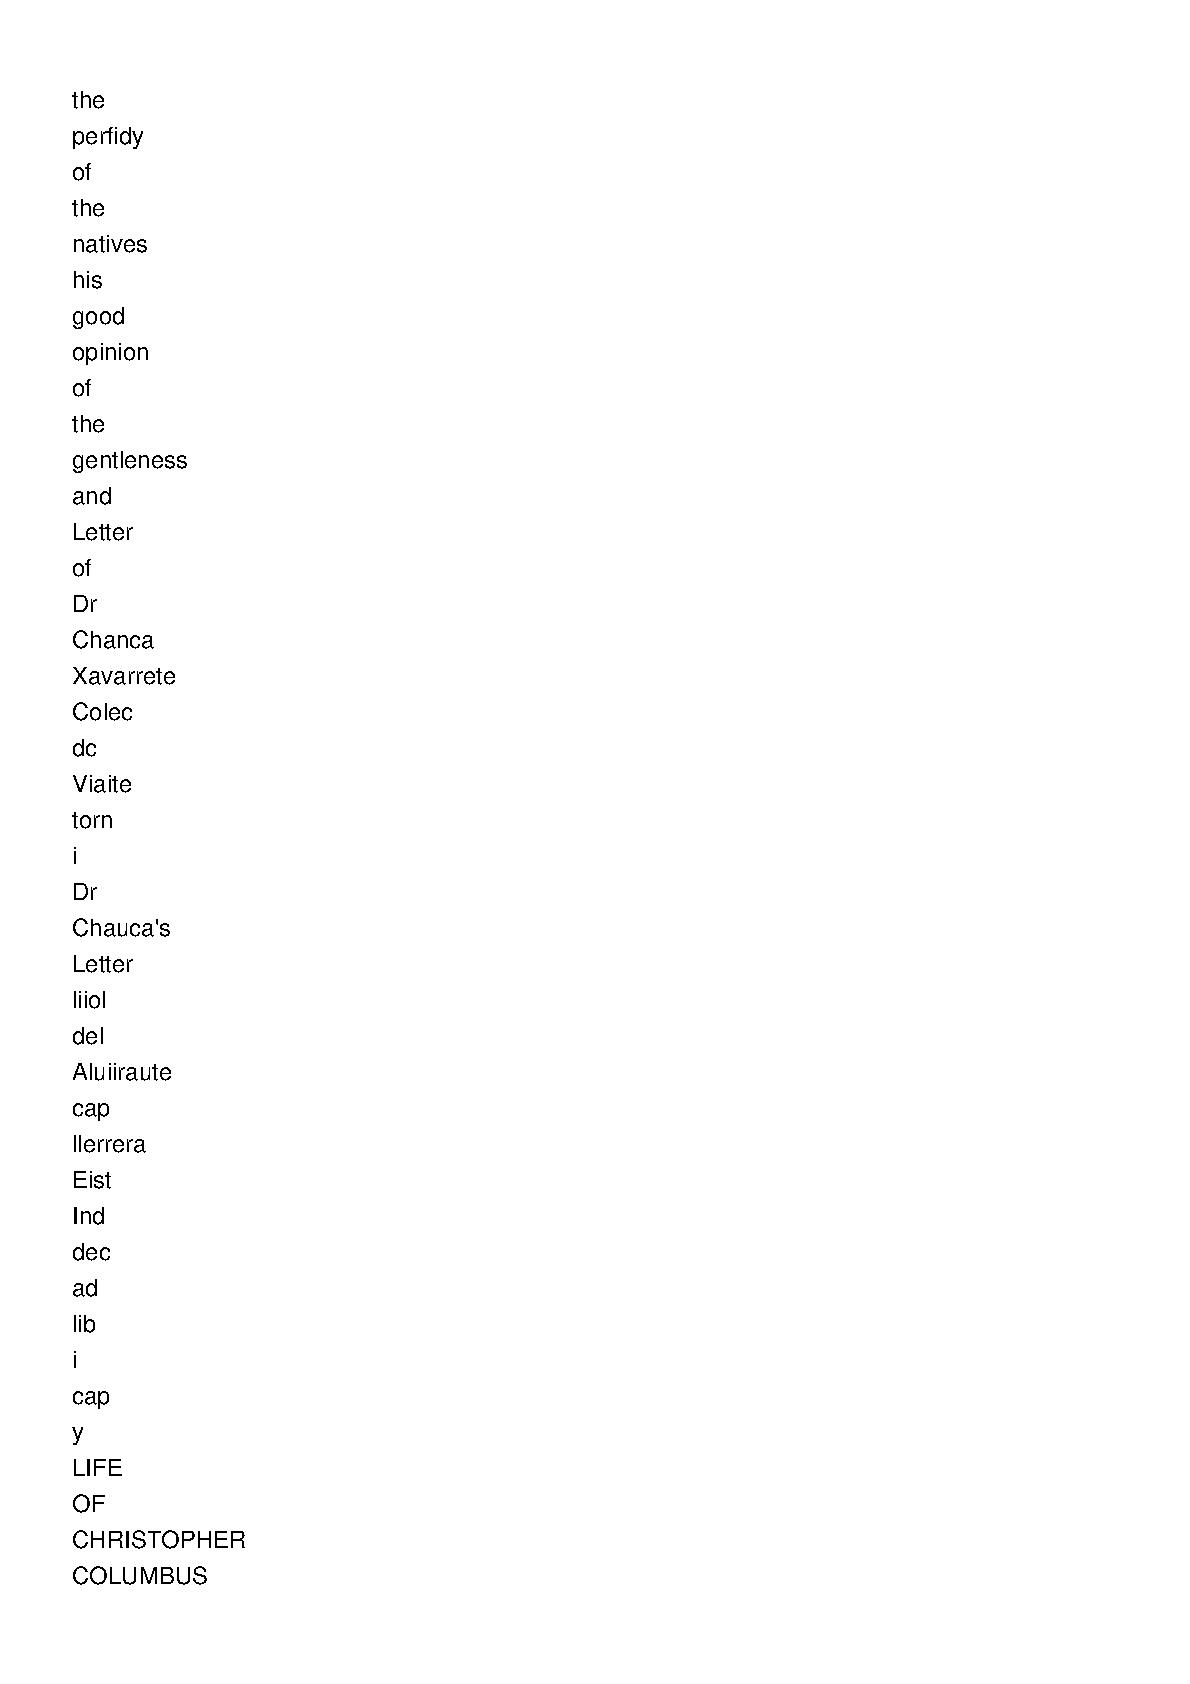 the
perfidy
of
the
natives
his
good
opinion
of
the
gentleness
and
Letter
of
Dr
Chanca
Xavarrete
Colec
dc
Viaite
torn
i
Dr
Chauca's
Letter
liiol
del
Aluiiraute
cap
llerrera
Eist
Ind
dec
ad
lib
i
cap
y
LIFE
OF
CHRISTOPHER
COLUMBUS